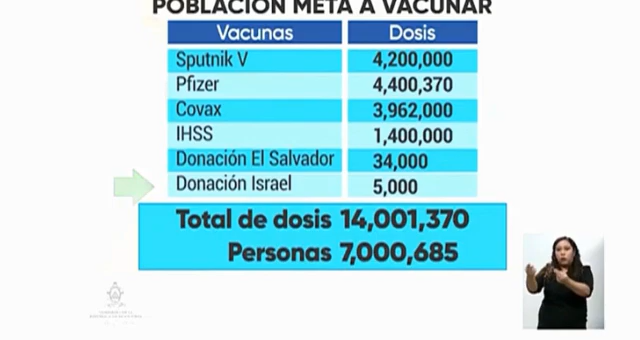 POBLACIÓN META A VACUNAR
Vacunas Dosis
Sputnik V 4,200,000
Pfizer 4,400,370
Covax 3,962,000
IHSS 1,400,000
Donación El Salvador 34,000
Donación Israel 5,000
Total de dosis 14,001,370
Personas 7,000,685